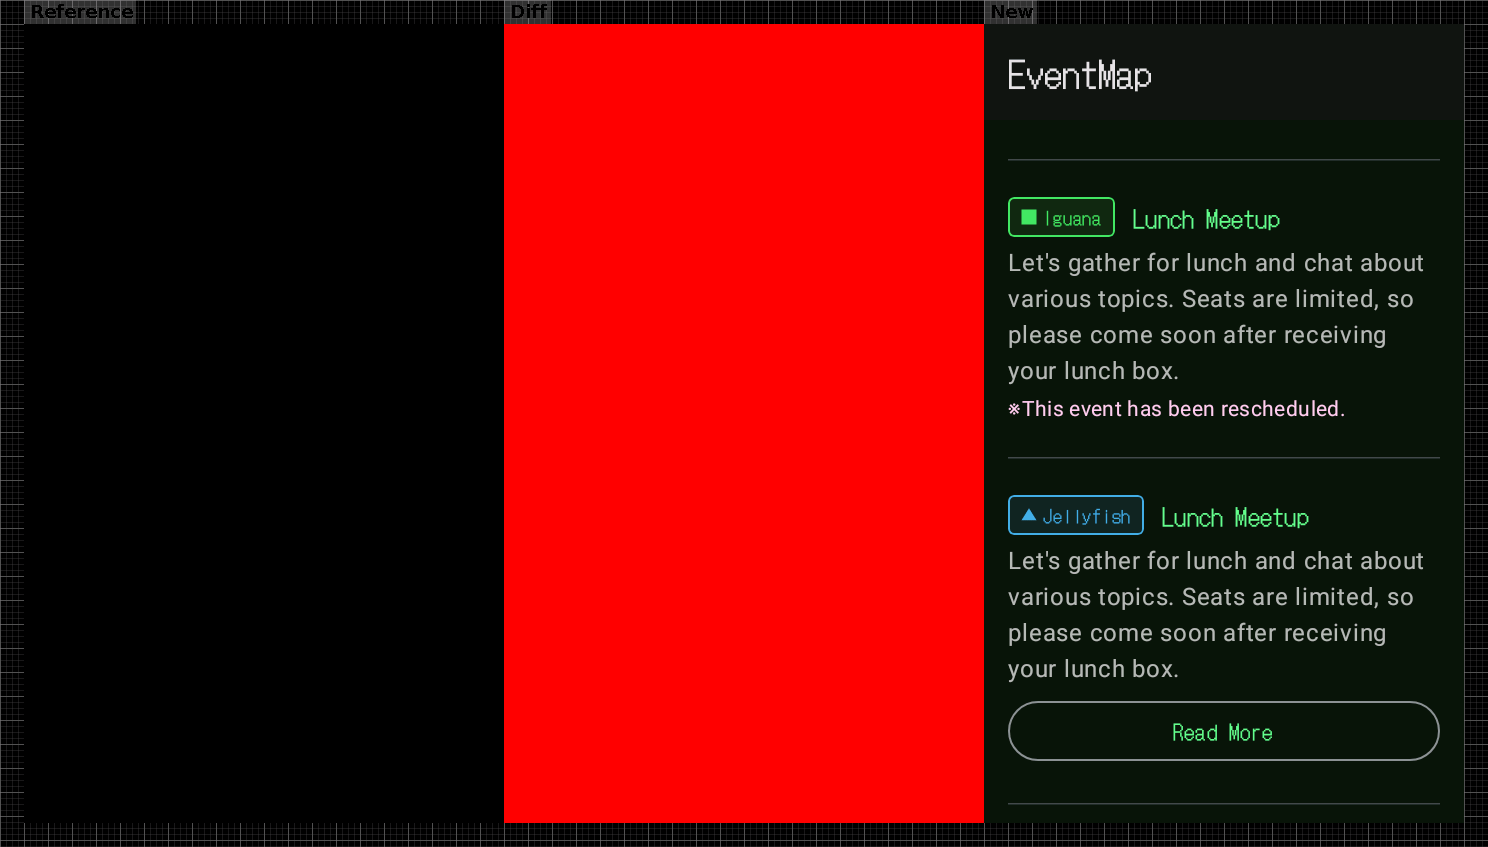 Reference
Diff
New
EventMap
Iguana
Lunch Meetup
Let's gather for lunch and chat about
various topics. Seats are limited, so
please come soon after receiving
your lunch box.
※This event has been rescheduled.
Jellyfish
Lunch Meetup
Let's gather for lunch and chat about
various topics. Seats are limited, so
please come soon after receiving
your lunch box.
Read More